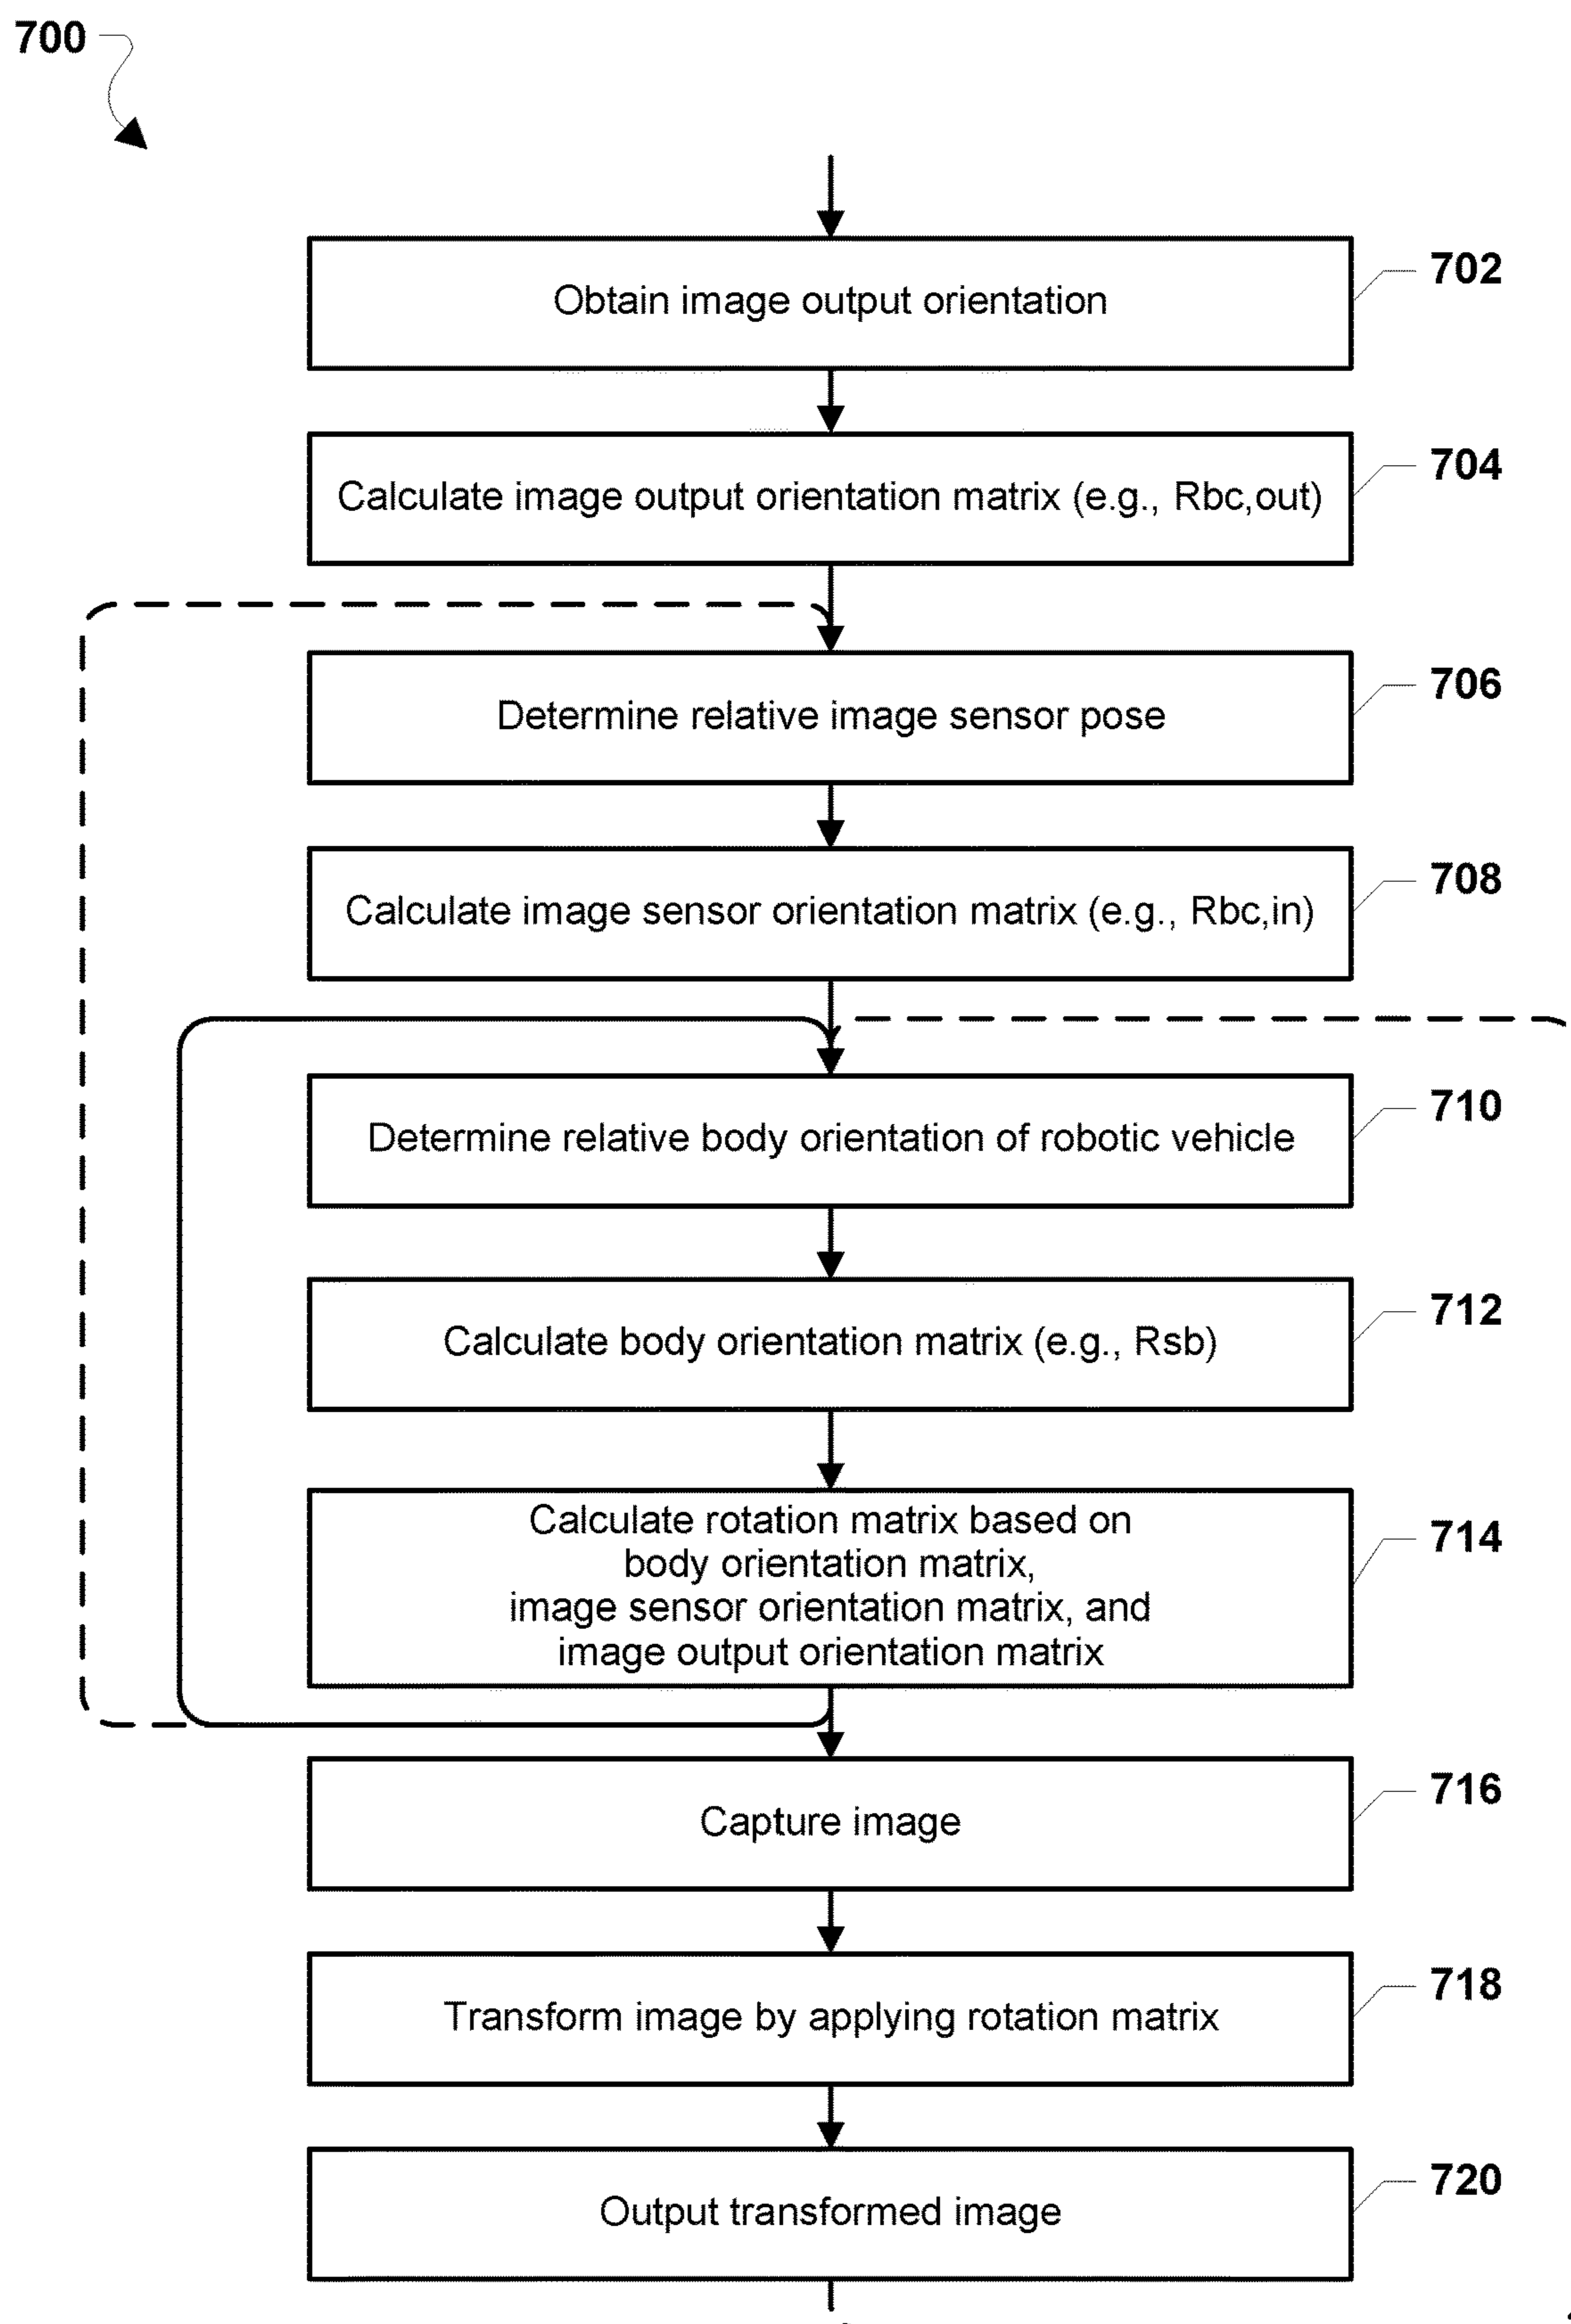 700
Obtain image output orientation
702
Calculate image output orientation matrix (e.g., Rbc,out)
704
Determine relative image sensor pose
706
Calculate image sensor orientation matrix (e.g., Rbc,in)
708
Determine relative body orientation of robotic vehicle
710
Calculate body orientation matrix (e.g., Rsb)
712
Calculate rotation matrix based on
body orientation matrix,
image sensor orientation matrix, and
image output orientation matrix
714
Capture image
716
Transform image by applying rotation matrix
718
Output transformed image
720